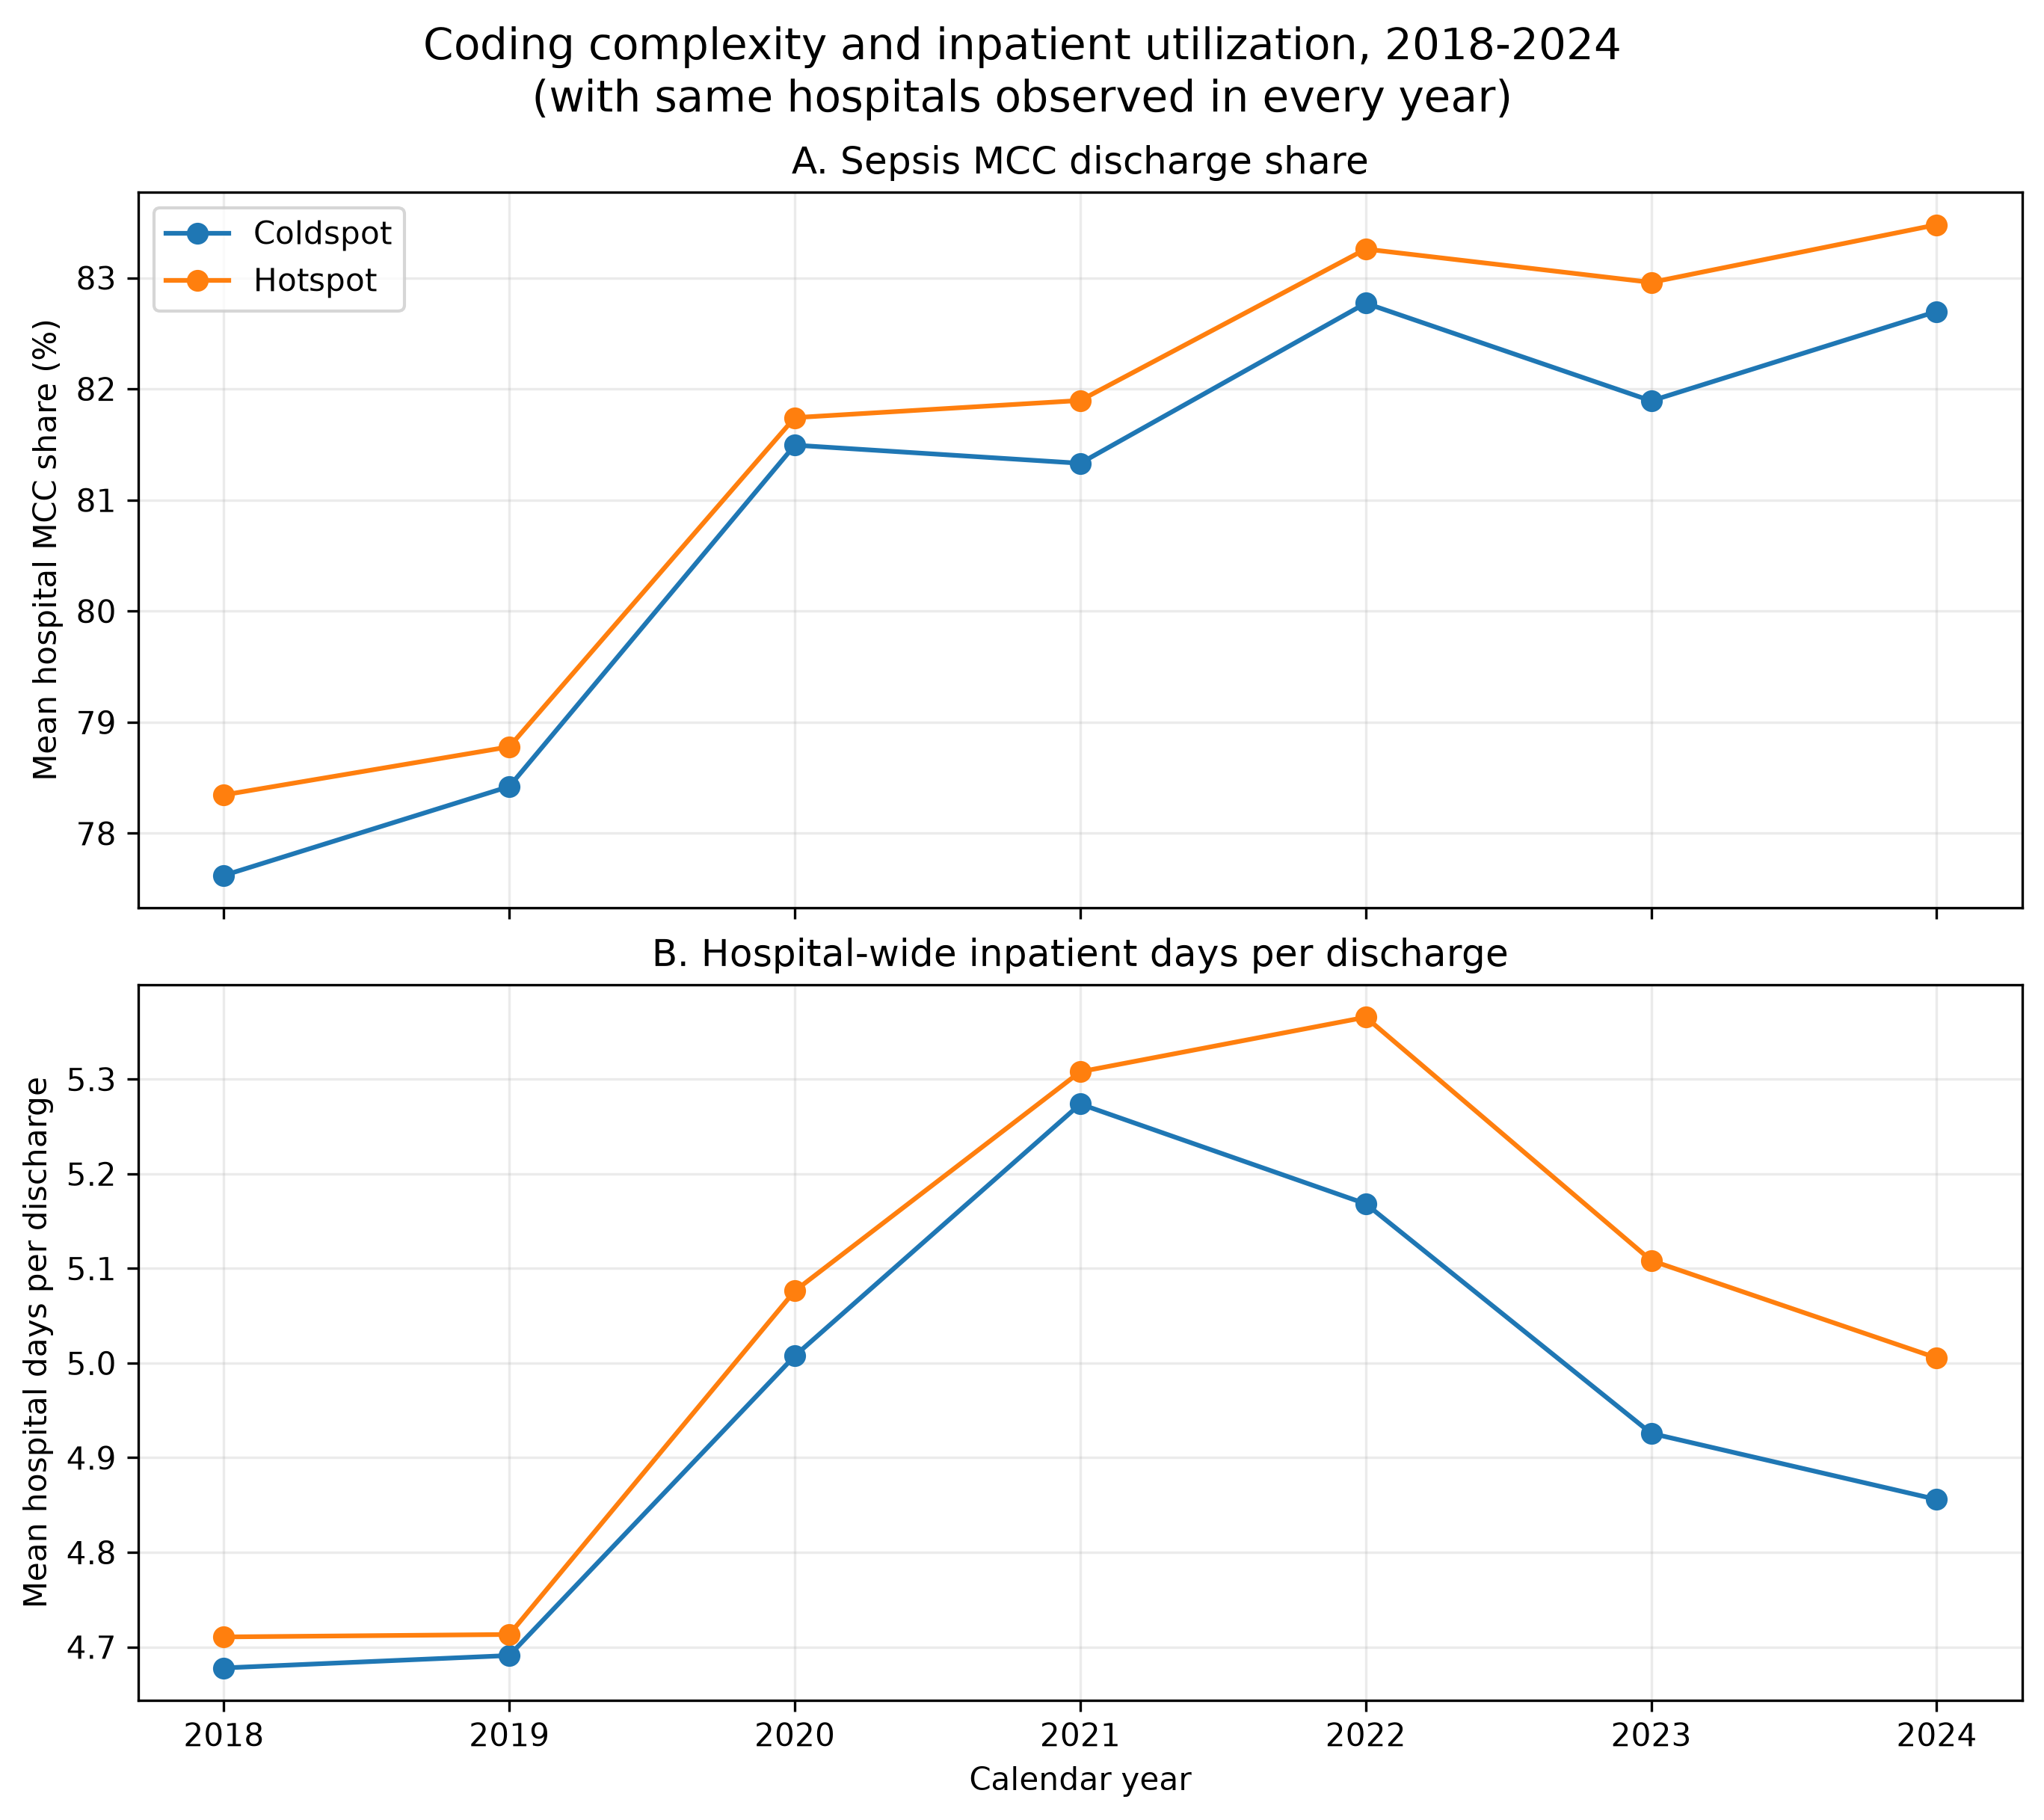 Coding complexity and inpatient utilization, 2018-2024
(with same hospitals observed in every year)
A. Sepsis MCC discharge share
Coldspot
Hotspot
Mean hospital MCC share (%)
83
82
81
80
79
78
B. Hospital-wide inpatient days per discharge
Mean hospital days per discharge
5.3
5.2
5.1
5.0
4.9
4.8
4.7
2018 2019 2020 2021 2022 2023 2024
Calendar year